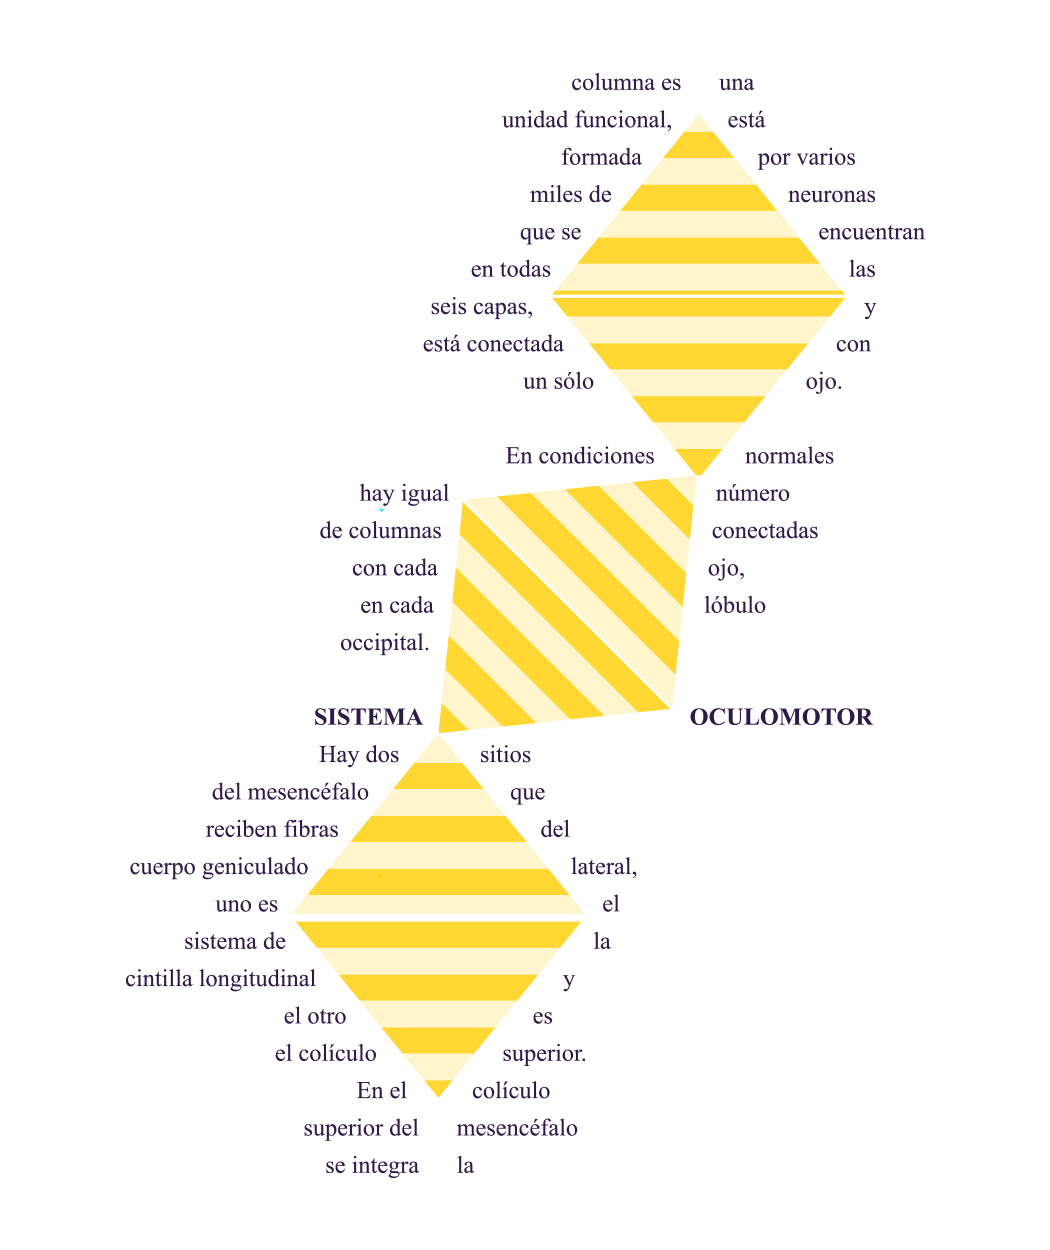 columna es una
unidad funcional, está
formada por varios
miles de neuronas
que se encuentran
en todas las
seis capas, y
está conectada con
un sólo ojo.
En condiciones normales
hay igual número
de columnas conectadas
con cada ojo,
en cada lóbulo
occipital.
SISTEMA OCULOMOTOR
Hay dos sitios
del mesencéfalo que
reciben fibras del
cuerpo geniculado lateral,
uno es el
sistema de la
cintilla longitudinal y
el otro es
el colículo superior.
En el colículo
superior del mesencéfalo
se integra la